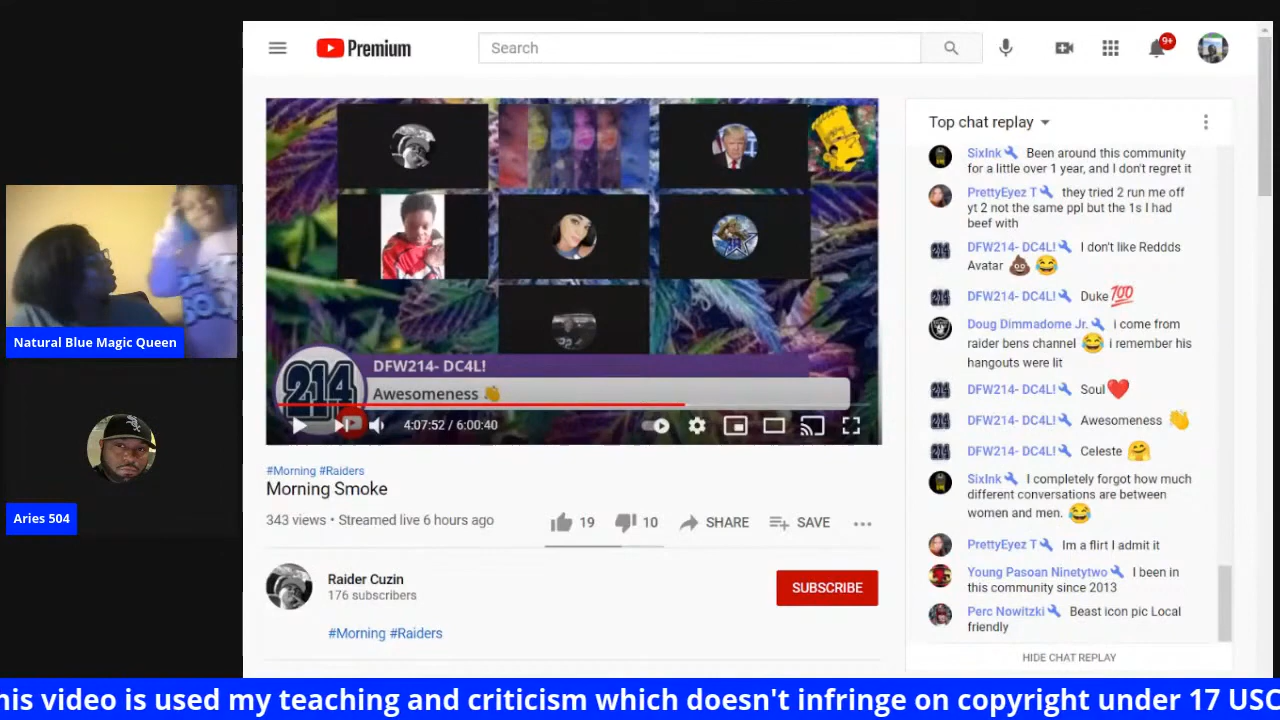 Premium
Search
9+
Top chat replay
SixInk Been around this community
for a little over 1 year, and I don't regret it
PrettyEyez T they tried 2 run me off
yt 2 not the same ppl but the 1s I had
beef with
DFW214- DC4L! I don't like Reddds
Avatar 💩😂
DFW214- DC4L! Duke💯
Doug Dimmadome Jr. i come from
raider bens channel 😂 i remember his
hangouts were lit
DFW214- DC4L! Soul❤️
DFW214- DC4L! Awesomeness 👏
DFW214- DC4L! Celeste 🤗
SixInk I completely forgot how much
different conversations are between
women and men. 😂
PrettyEyez T Im a flirt I admit it
Young Pasoan Ninetytwo I been in
this community since 2013
Perc Nowitzki Beast icon pic Local
friendly
HIDE CHAT REPLAY
214
DFW214- DC4L!
Awesomeness 👏
4:07:52 / 6:00:40
#Morning #Raiders
Morning Smoke
343 views • Streamed live 6 hours ago
19
10
SHARE
SAVE
Raider Cuzin
176 subscribers
SUBSCRIBE
#Morning #Raiders
Natural Blue Magic Queen
Aries 504
his video is used my teaching and criticism which doesn't infringe on copyright under 17 USC